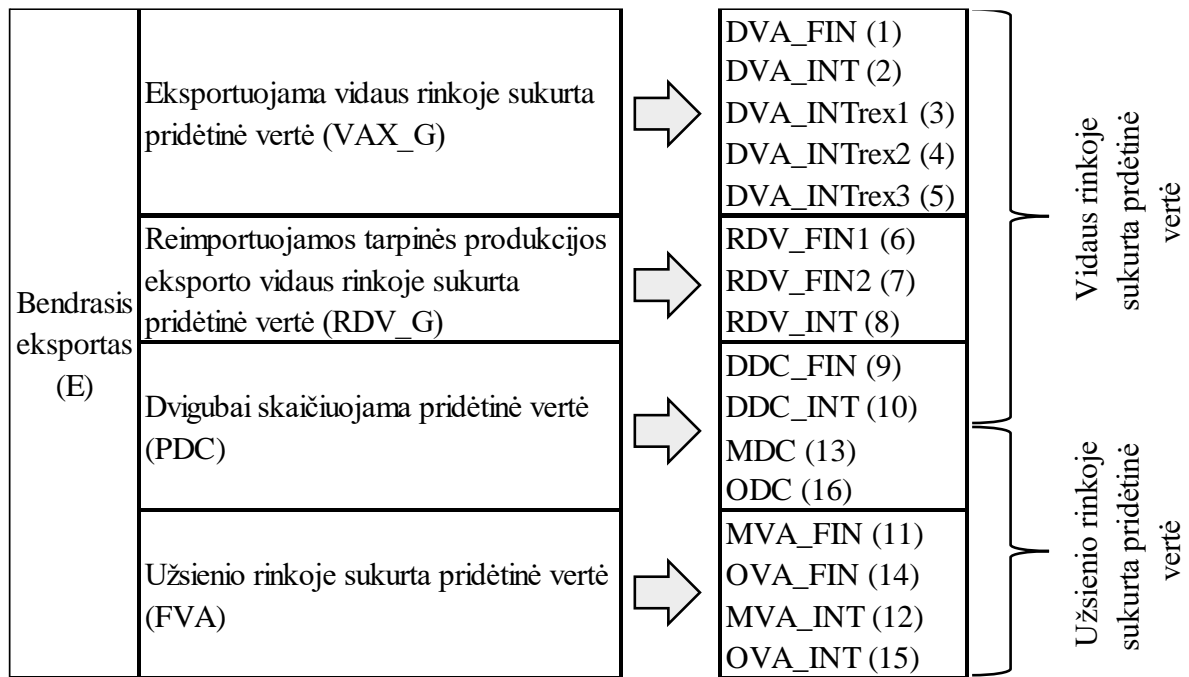 Bendrasis
eksportas
(E)
Eksportuojama vidaus rinkoje sukurta
pridėtinė vertė (VAX_G)
DVA_FIN (1)
DVA_INT (2)
DVA_INTrex1 (3)
DVA_INTrex2 (4)
DVA_INTrex3 (5)
Reimportuojamos tarpinės produkcijos
eksporto vidaus rinkoje sukurta
pridėtinė vertė (RDV_G)
RDV_FIN1 (6)
RDV_FIN2 (7)
RDV_INT (8)
Dvigubai skaičiuojama pridėtinė vertė
(PDC)
DDC_FIN (9)
DDC_INT (10)
MDC (13)
ODC (16)
Užsienio rinkoje sukurta pridėtinė vertė
(FVA)
MVA_FIN (11)
OVA_FIN (14)
MVA_INT (12)
OVA_INT (15)
Vidaus rinkoje
sukurta prdėtinė
vertė
Užsienio rinkoje
sukurta pridėtinė
vertė